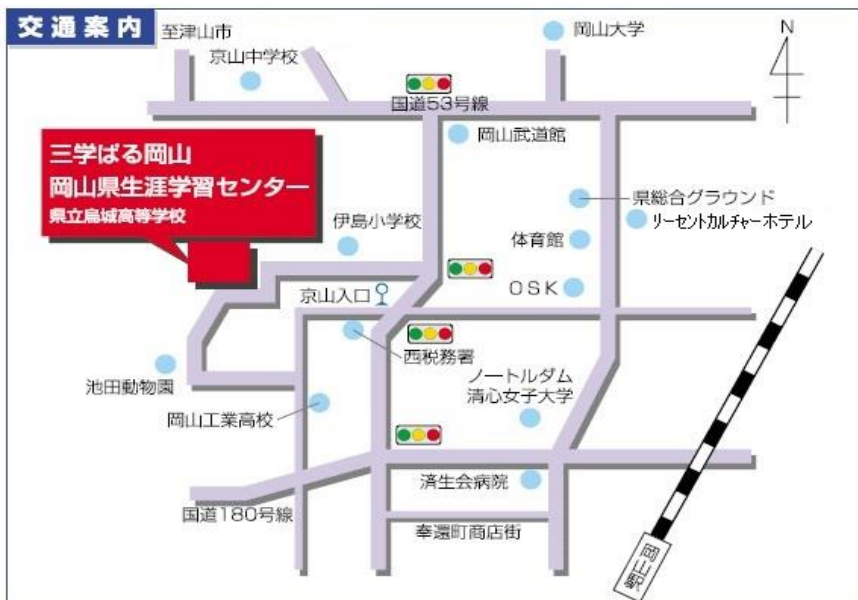 交通案内
至津山市
岡山大学
N
京山中学校
国道53号線
岡山武道館
三学ぱる岡山
岡山県生涯学習センター
県立烏城高等学校
県総合グラウンド
リーセントカルチャーホテル
伊島小学校
体育館
京山入口
OSK
西税務署
池田動物園
ノートルダム
清心女子大学
岡山工業高校
済生会病院
国道180号線
奉還町商店街
岡山駅